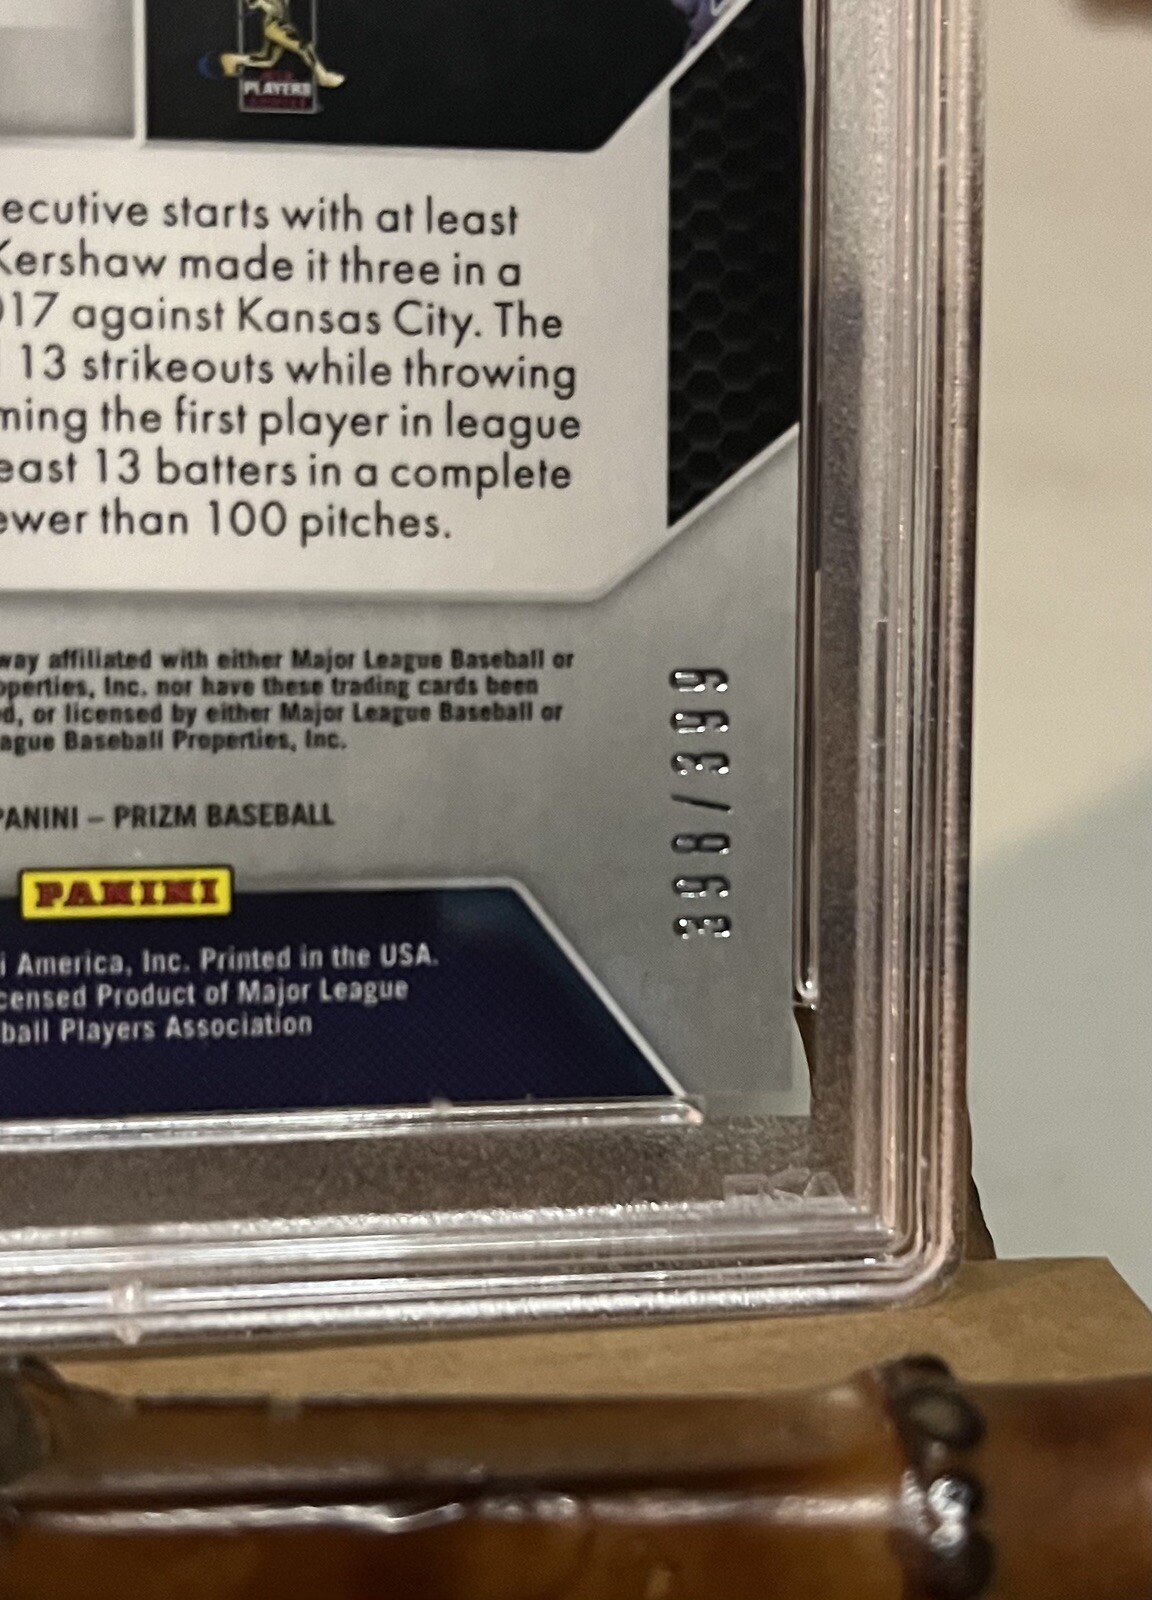 PLAYERS
ecutive starts with at least
Kershaw made it three in a
017 against Kansas City. The
13 strikeouts while throwing
ming the first player in league
east 13 batters in a complete
ewer than 100 pitches.
way affiliated with either Major League Baseball or
operties, Inc. nor have these trading cards been
ed, or licensed by either Major League Baseball or
ague Baseball Properties, Inc.
PANINI – PRIZM BASEBALL
PANINI
i America, Inc. Printed in the USA.
censed Product of Major League
ball Players Association
398/399
PSA